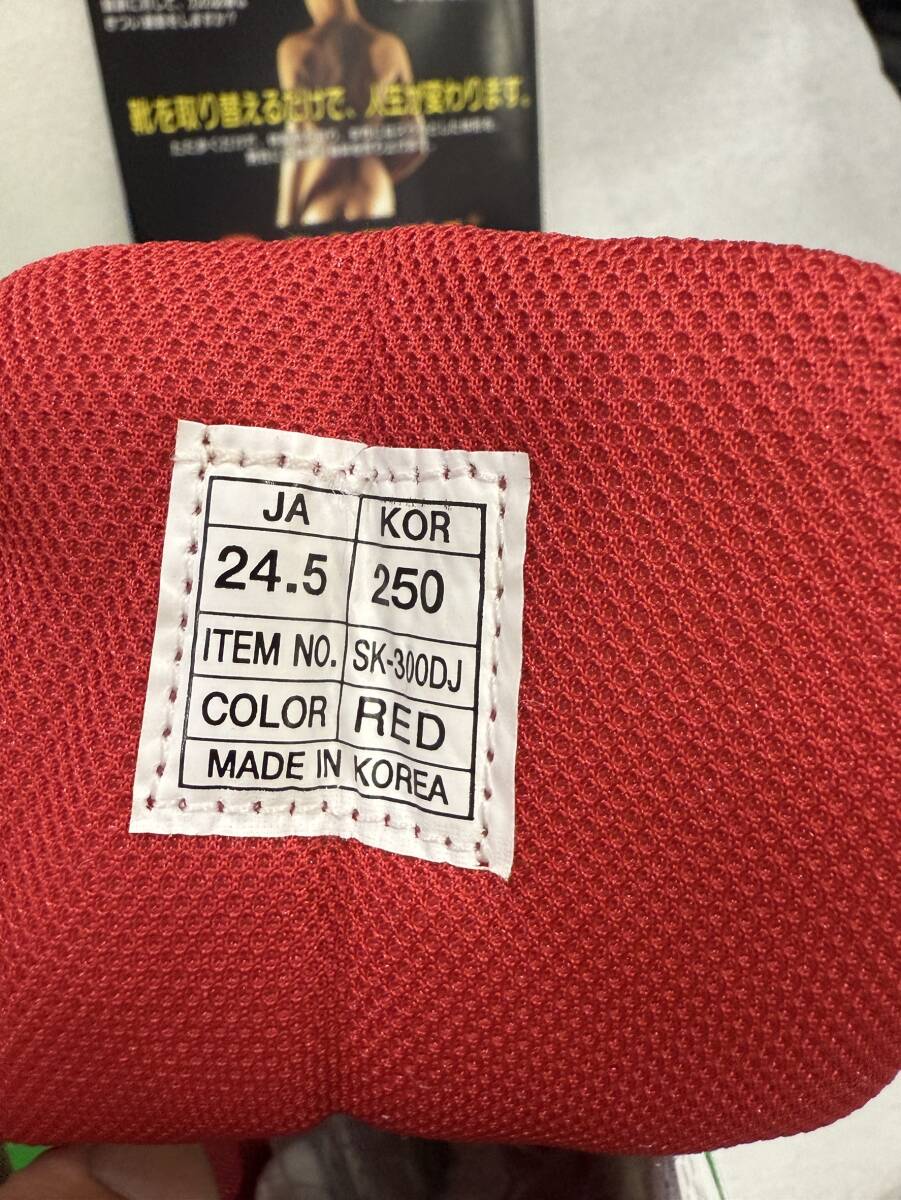 靴を取り替えるだけで、人生が変わります。
JA KOR
24.5 250
ITEM NO. SK-300DJ
COLOR RED
MADE IN KOREA